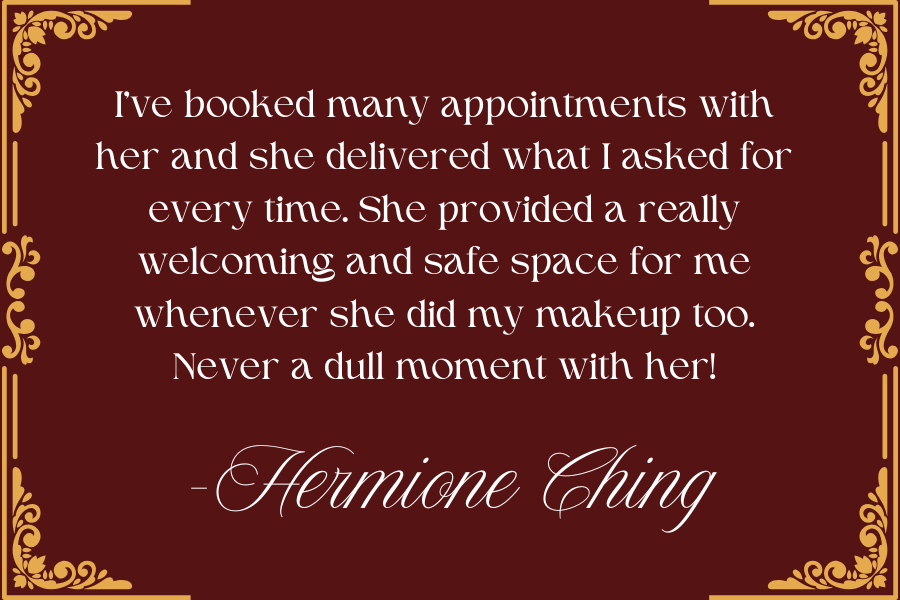 I've booked many appointments with
her and she delivered what I asked for
every time. She provided a really
welcoming and safe space for me
whenever she did my makeup too.
Never a dull moment with her!
-Hermione Ching